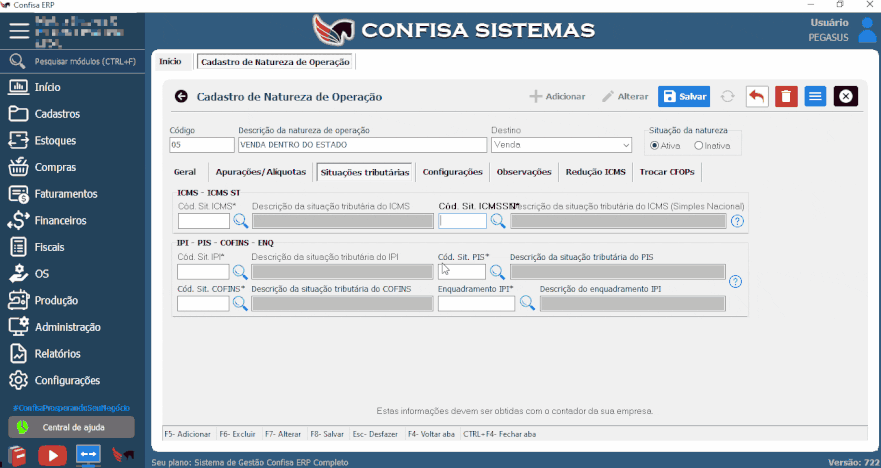 Confisa ERP
CONFISA SISTEMAS
Usuário
PEGASUS
Pesquisar módulos (CTRL+F)
Início
Cadastros
Estoques
Compras
Faturamentos
Financeiros
Fiscais
OS
Produção
Administração
Relatórios
Configurações
#ConfisaProsperandoSeuNegócio
Central de ajuda
Início
Cadastro de Natureza de Operação
Cadastro de Natureza de Operação
Adicionar
Alterar
Salvar
Código
Descrição da natureza de operação
Destino
Situação da natureza
05
VENDA DENTRO DO ESTADO
Venda
Ativa
Inativa
Geral
Apurações/Alíquotas
Situações tributárias
Configurações
Observações
Redução ICMS
Trocar CFOPs
ICMS - ICMS ST
Cód. Sit. ICMS*
Descrição da situação tributária do ICMS
Cód. Sit. ICMSSN*
Descrição da situação tributária do ICMS (Simples Nacional)
IPI - PIS - COFINS - ENQ
Cód. Sit. IPI*
Descrição da situação tributária do IPI
Cód. Sit. PIS*
Descrição da situação tributária do PIS
Cód. Sit. COFINS*
Descrição da situação tributária do COFINS
Enquadramento IPI*
Descrição do enquadramento IPI
Estas informações devem ser obtidas com o contador da sua empresa.
F5- Adicionar
F6- Excluir
F7- Alterar
F8- Salvar
Esc- Desfazer
F4- Voltar aba
CTRL+F4- Fechar aba
Seu plano: Sistema de Gestão Confisa ERP Completo
Versão: 722